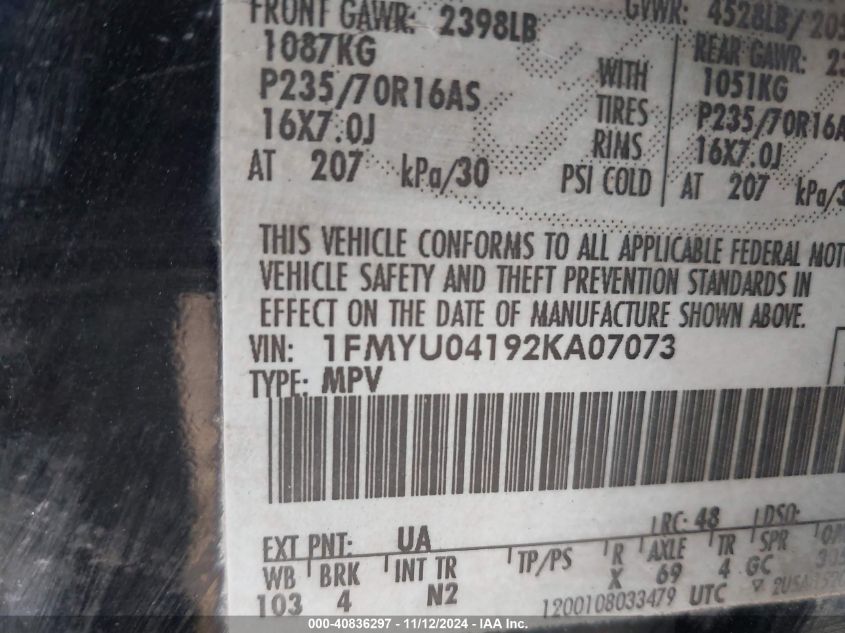 FRONT GAWR: 2398LB GVWR: 4528LB/
1087KG WITH REAR GAWR:
P235/70R16AS TIRES 1051KG
16X7.0J RIMS P235/70R16A
AT 207 kPa/30 PSI COLD 16X7.0J
AT 207 kPa/3
THIS VEHICLE CONFORMS TO ALL APPLICABLE FEDERAL MOT
VEHICLE SAFETY AND THEFT PREVENTION STANDARDS IN
EFFECT ON THE DATE OF MANUFACTURE SHOWN ABOVE.
VIN: 1FMYU04192KA07073
TYPE: MPV
EXT PNT: UA RC: 48 DSO:
WB BRK INT TR TP/PS R AXLE TR SPR
103 4 N2 X 69 4 GC
1200108033479 UTC
000-40836297 - 11/12/2024 - IAA Inc.